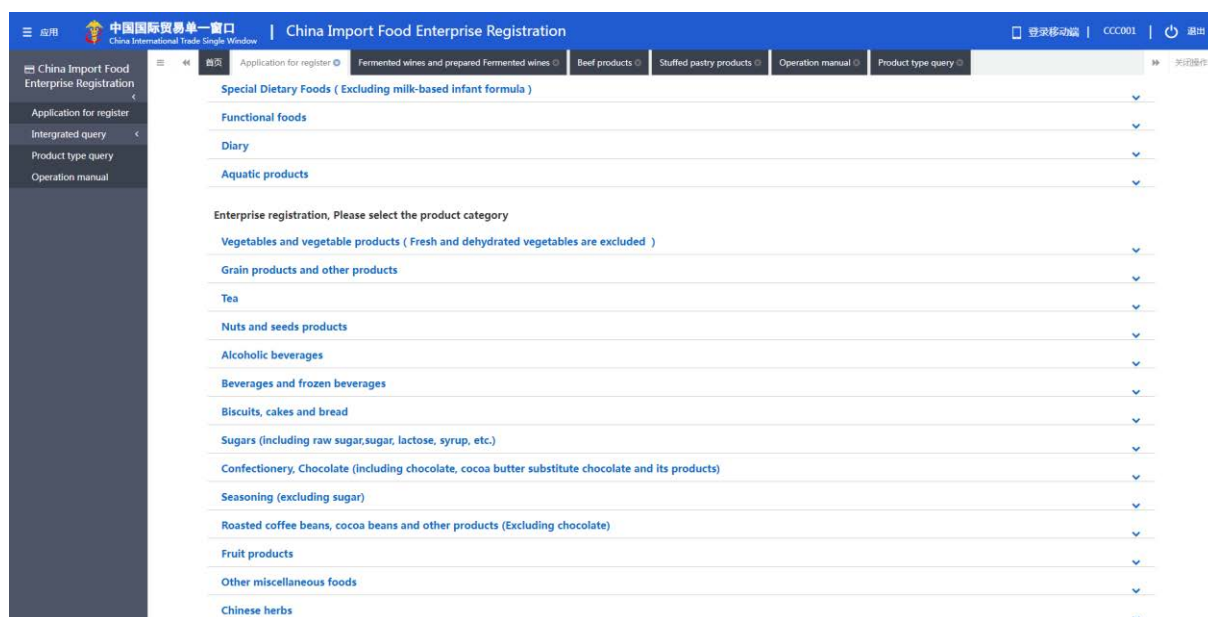 应用
中国国际贸易单一窗口
China International Trade Single Window
China Import Food Enterprise Registration
登录移动端
CCC001
退出
China Import Food
Enterprise Registration
Application for register
Intergrated query
Product type query
Operation manual
首页
Application for register
Fermented wines and prepared Fermented wines
Beef products
Stuffed pastry products
Operation manual
Product type query
关闭操作
Special Dietary Foods ( Excluding milk-based infant formula )
Functional foods
Diary
Aquatic products
Enterprise registration, Please select the product category
Vegetables and vegetable products ( Fresh and dehydrated vegetables are excluded )
Grain products and other products
Tea
Nuts and seeds products
Alcoholic beverages
Beverages and frozen beverages
Biscuits, cakes and bread
Sugars (including raw sugar,sugar, lactose, syrup, etc.)
Confectionery, Chocolate (including chocolate, cocoa butter substitute chocolate and its products)
Seasoning (excluding sugar)
Roasted coffee beans, cocoa beans and other products (Excluding chocolate)
Fruit products
Other miscellaneous foods
Chinese herbs